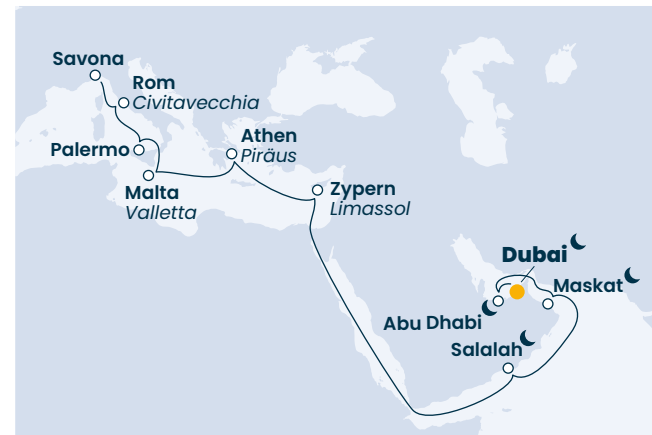 Savona
Rom
Civitavecchia
Palermo
Athen
Piräus
Malta
Valletta
Zypern
Limassol
Dubai
Maskat
Abu Dhabi
Salalah